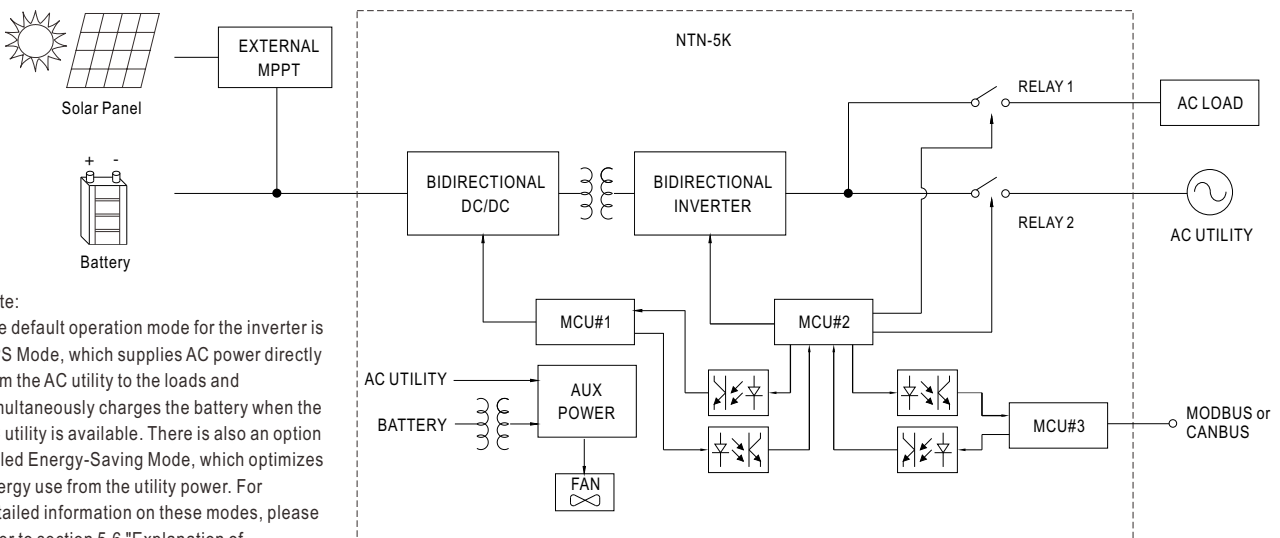 NTN-5K
EXTERNAL
MPPT
Solar Panel
RELAY 1
AC LOAD
+ -
Battery
BIDIRECTIONAL
DC/DC
BIDIRECTIONAL
INVERTER
RELAY 2
AC UTILITY
MCU#1
MCU#2
AC UTILITY
BATTERY
AUX
POWER
FAN
MCU#3
MODBUS or
CANBUS
default operation mode for the inverter is
Mode, which supplies AC power directly
the AC utility to the loads and
charges the battery when the
utility is available. There is also an option
Energy-Saving Mode, which optimizes
use from the utility power. For
information on these modes, please
to section 5-6 "Explanation of